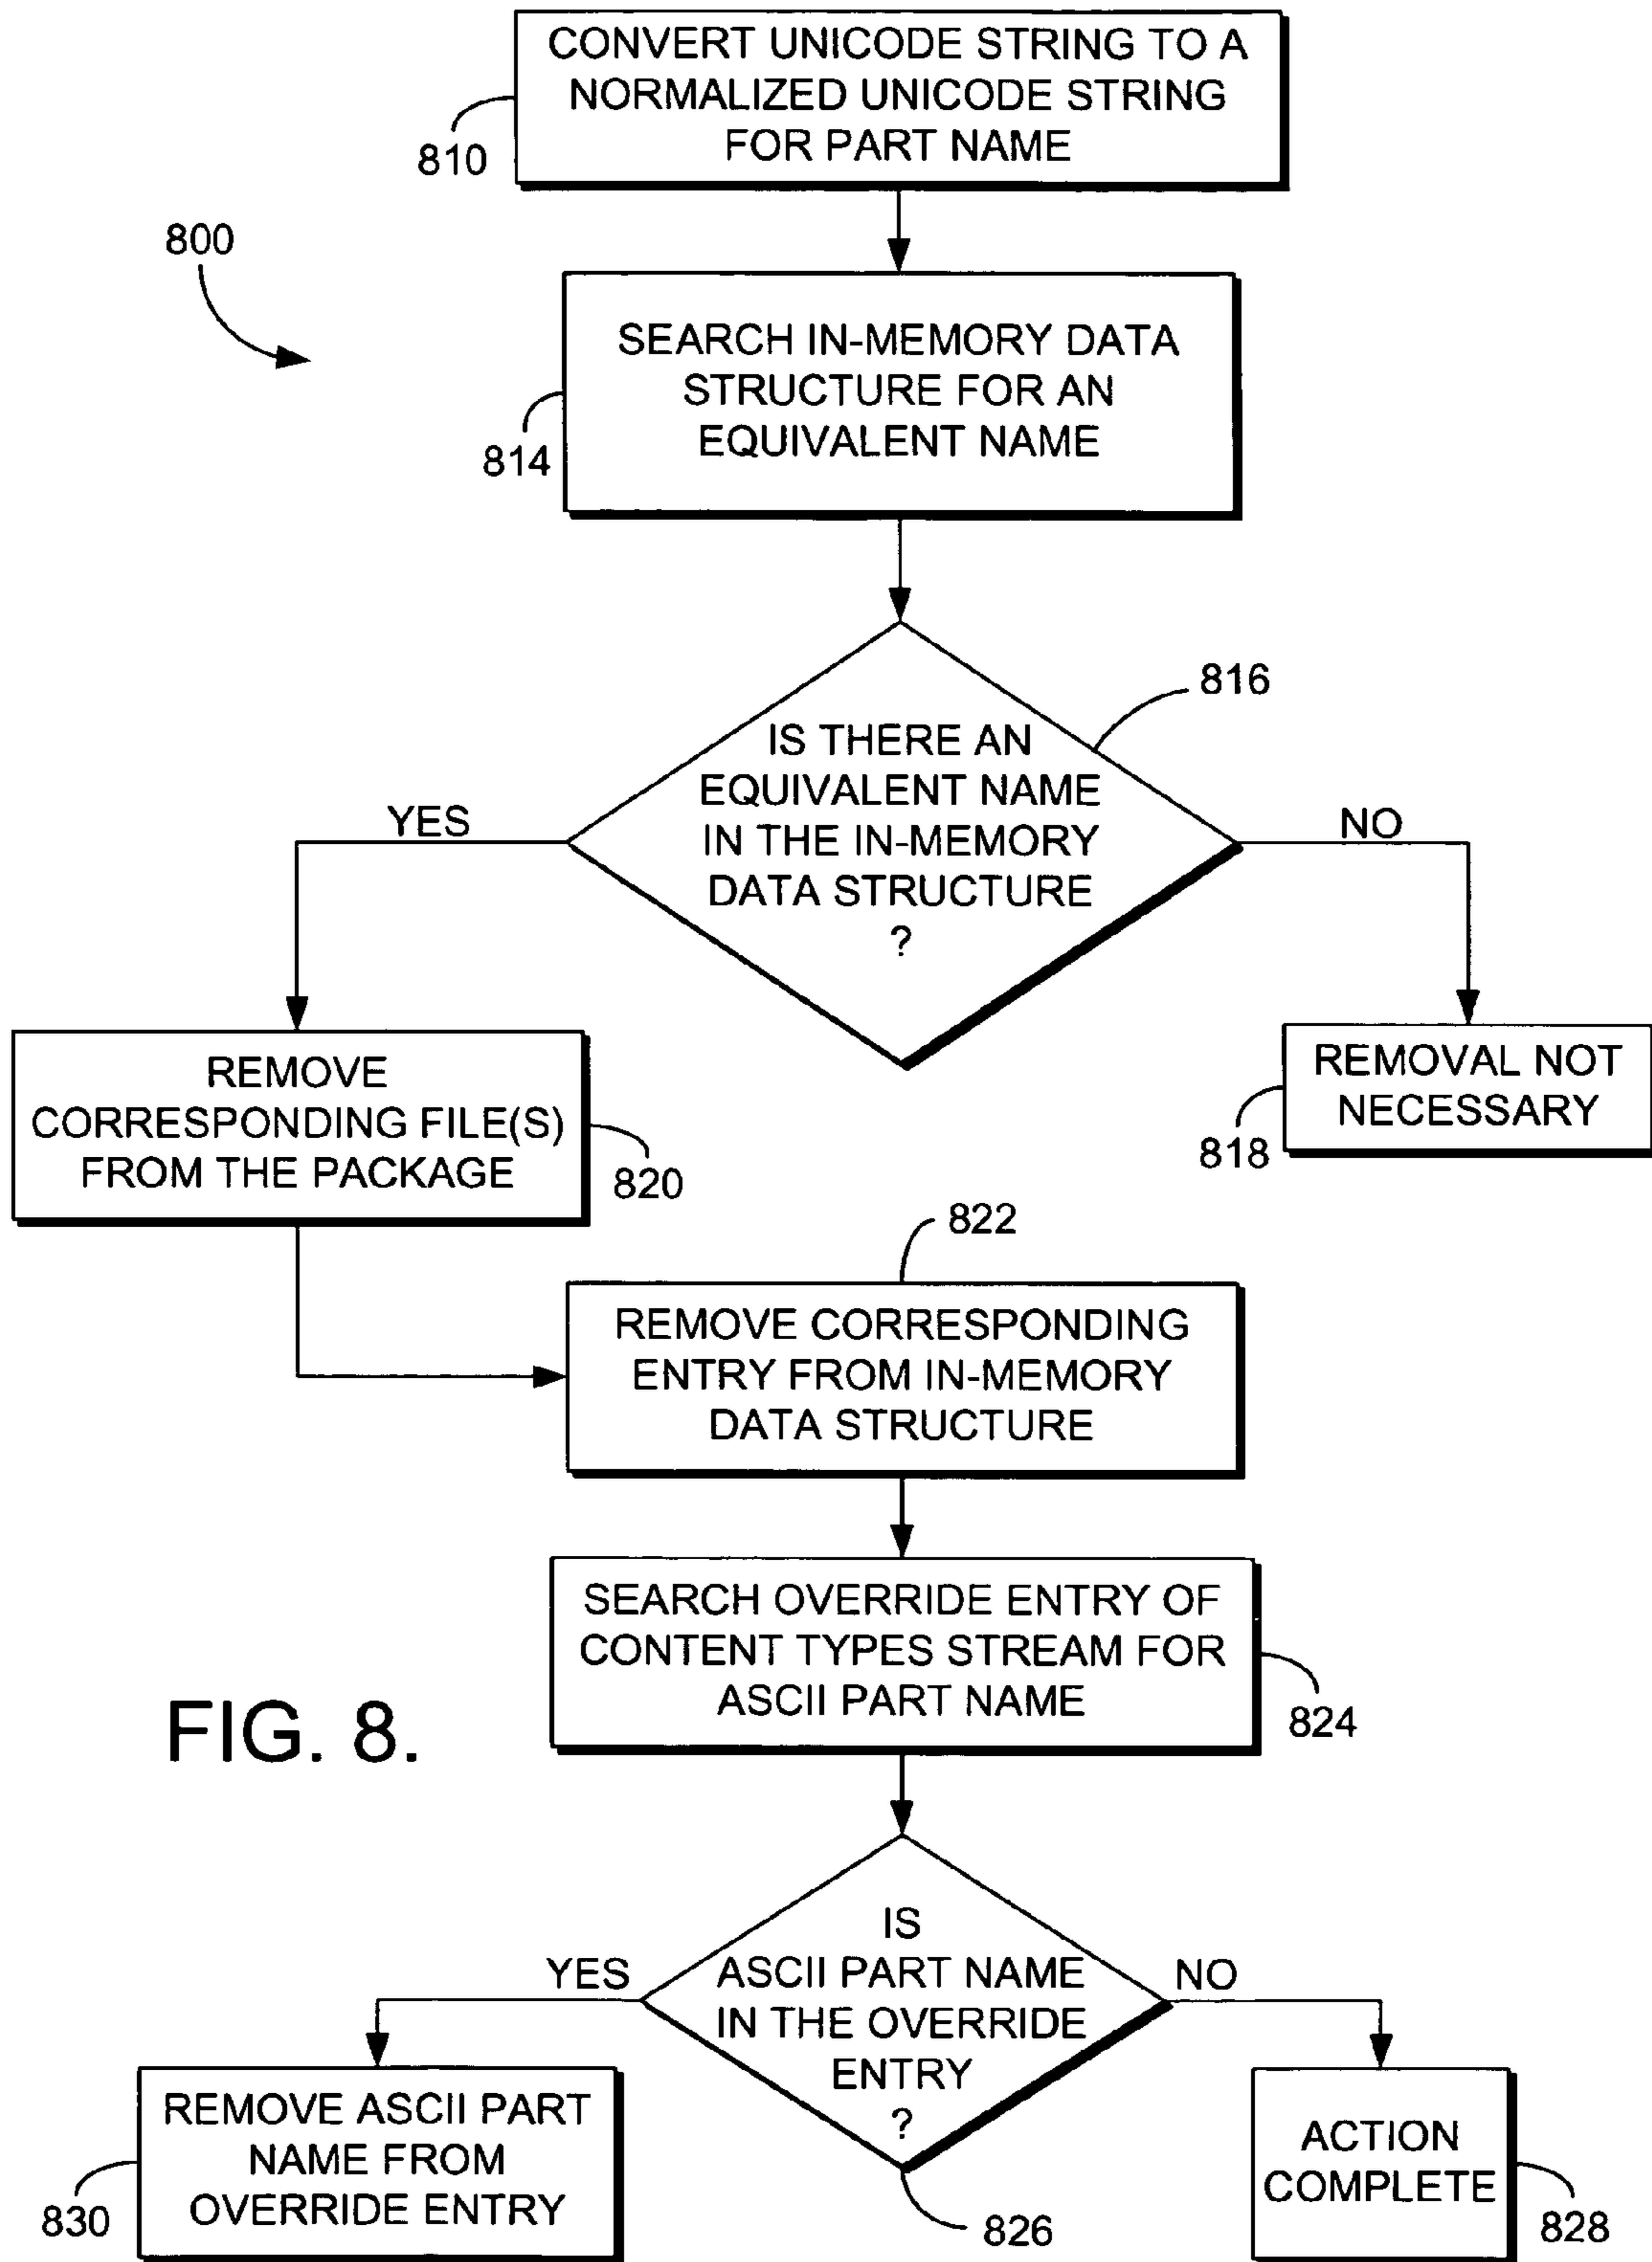 CONVERT UNICODE STRING TO A
NORMALIZED UNICODE STRING
FOR PART NAME
810
800
SEARCH IN-MEMORY DATA
STRUCTURE FOR AN
EQUIVALENT NAME
814
816
IS THERE AN
EQUIVALENT NAME
IN THE IN-MEMORY
DATA STRUCTURE
?
YES
NO
REMOVE
CORRESPONDING FILE(S)
FROM THE PACKAGE
820
REMOVAL NOT
NECESSARY
818
822
REMOVE CORRESPONDING
ENTRY FROM IN-MEMORY
DATA STRUCTURE
SEARCH OVERRIDE ENTRY OF
CONTENT TYPES STREAM FOR
ASCII PART NAME
824
FIG. 8.
IS
ASCII PART NAME
IN THE OVERRIDE
ENTRY
?
YES
NO
REMOVE ASCII PART
NAME FROM
OVERRIDE ENTRY
830
826
ACTION
COMPLETE
828